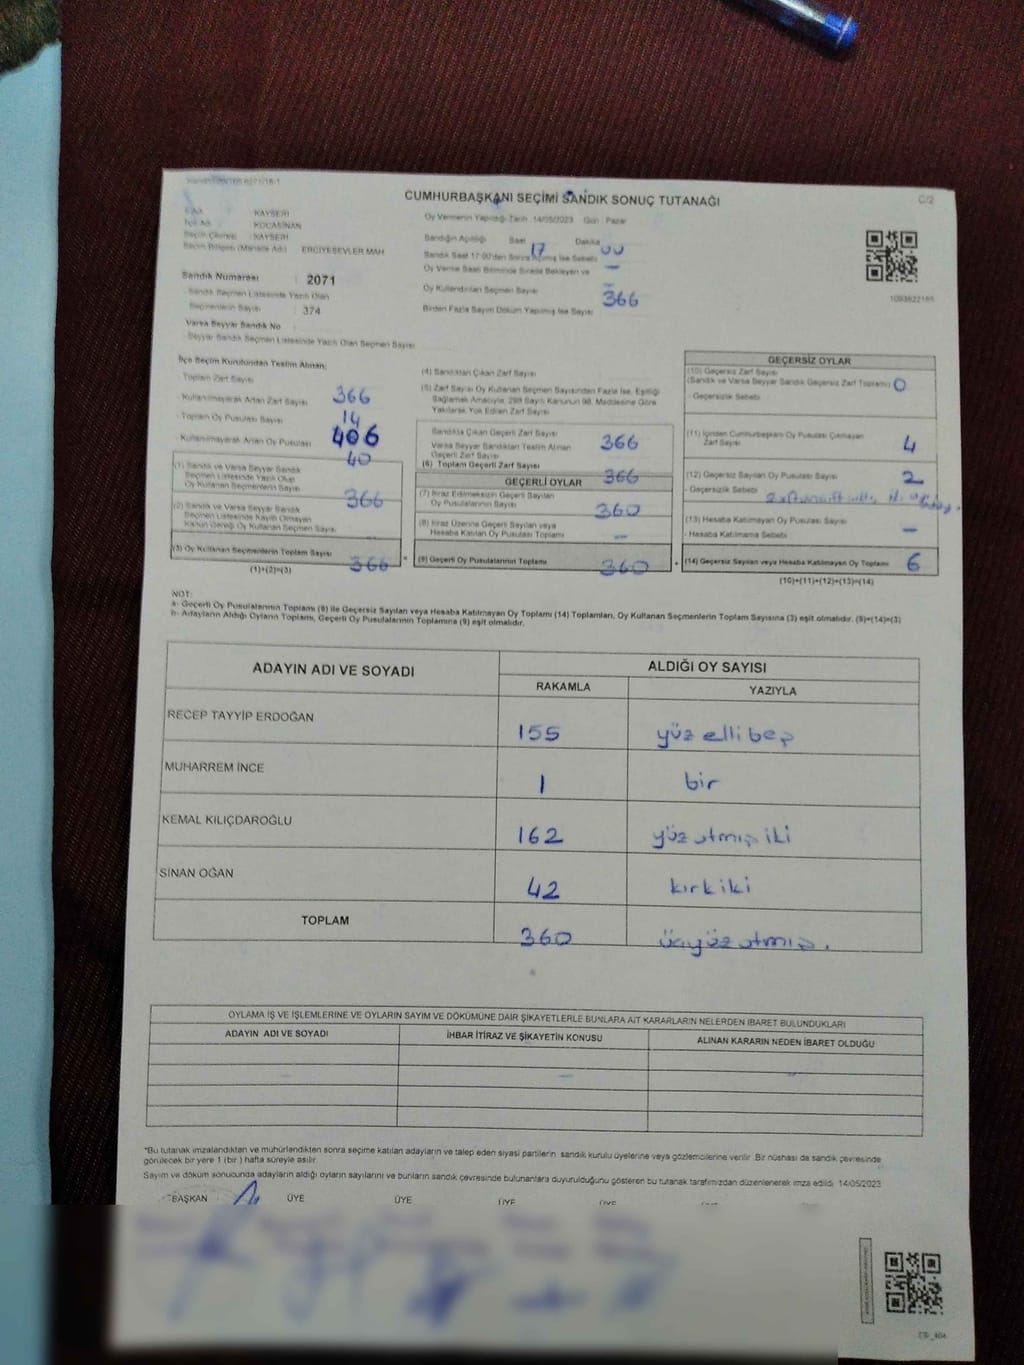 CUMHURBAŞKANI SEÇİMİ SANDIK SONUÇ TUTANAĞI
C/2
KAYSERİ
KOCASİNAN
Seçim Çevresi : KAYSERİ
ERCİYESEVLER MAH
Sandık Numarası : 2071
Sandık Seçmen Listesinde Yazılı Olan
Seçmenlerin Sayısı : 374
Varsa Seyyar Sandık No
Seyyar Sandık Seçmen Listesinde Yazılı Olan Seçmen Sayısı
Oy Vermenin Yapıldığı Tarih :14/05/2023 Gün Pazar
Sandığın Açıldığı Saat 17 Dakika 00
Sandık Saat 17:00'den Sonra Açılmış İse Sebebi
Oy Verme Saati Bitiminde Sırada Bekleyen ve
Oy Kullandırılan Seçmen Sayısı
Birden Fazla Sayım Döküm Yapılmış İse Sayısı
366
İlçe Seçim Kurulundan Teslim Alınan;
Toplam Zarf Sayısı 366
- Kullanılmayarak Artan Zarf Sayısı 14
- Toplam Oy Pusulası Sayısı 406
- Kullanılmayarak Artan Oy Pusulası 40
(1) Sandık ve Varsa Seyyar Sandık
Seçmen Listesinde Yazılı Olup
Oy Kullanan Seçmenlerin Sayısı 366
(2) Sandık ve Varsa Seyyar Sandık
Seçmen Listesinde Kayıtlı Olmayan
Kanun Gereği Oy Kullanan Seçmen Sayısı
(3) Oy Kullanan Seçmenlerin Toplam Sayısı 366
(1)+(2)=(3)
(4) Sandıktan Çıkan Zarf Sayısı
(5) Zarf Sayısı Oy Kullanan Seçmen Sayısından Fazla İse, Eşitliği
Sağlamak Amacıyla, 298 Sayılı Kanunun 98. Maddesine Göre
Yakılarak Yok Edilen Zarf Sayısı
Sandıkta Çıkan Geçerli Zarf Sayısı 366
Varsa Seyyar Sandıktan Teslim Alınan
Geçerli Zarf Sayısı
(6) Toplam Geçerli Zarf Sayısı 366
GEÇERLİ OYLAR
(7) İtiraz Edilmeksizin Geçerli Sayılan
Oy Pusulası Sayısı 360
(8) İtiraz Üzerine Geçerli Sayılan veya
Hesaba Katılan Oy Pusulası Toplamı –
(9) Geçerli Oy Pusulalarının Toplamı 360
GEÇERSİZ OYLAR
(10) Geçersiz Zarf Sayısı
(Sandık ve Varsa Seyyar Sandık Geçersiz Zarf Toplamı) 0
- Geçersizlik Sebebi
(11) İçinden Cumhurbaşkanı Oy Pusulası Çıkmayan
Zarf Sayısı 4
(12) Geçersiz Sayılan Oy Pusulası Sayısı 2
- Geçersizlik Sebebi
(13) Hesaba Katılmayan Oy Pusulası Sayısı –
- Hesaba Katılmama Sebebi
(14) Geçersiz Sayılan veya Hesaba Katılmayan Oy Toplamı 6
(10)+(11)+(12)+(13)=(14)
NOT:
a- Geçerli Oy Pusulalarının Toplamı (9) ile Geçersiz Sayılan veya Hesaba Katılmayan Oy Toplamı (14) Toplamları, Oy Kullanan Seçmenlerin Toplam Sayısına (3) eşit olmalıdır. (9)+(14)=(3)
b- Adayların Aldığı Oyların Toplamı, Geçerli Oy Pusulalarının Toplamına (9) eşit olmalıdır.
ADAYIN ADI VE SOYADI ALDIĞI OY SAYISI
RAKAMLA YAZIYLA
RECEP TAYYİP ERDOĞAN 155 yüz elli beş
MUHARREM İNCE 1 bir
KEMAL KILIÇDAROĞLU 162 yüz atmış iki
SİNAN OĞAN 42 kırk iki
TOPLAM 360 üçyüz atmış.
OYLAMA İŞ VE İŞLEMLERİNE VE OYLARIN SAYIM VE DÖKÜMÜNE DAİR ŞİKAYETLERLE BUNLARA AİT KARARLARIN NELERDEN İBARET BULUNDUKLARI
ADAYIN ADI VE SOYADI İHBAR İTİRAZ VE ŞİKAYETİN KONUSU ALINAN KARARIN NEDEN İBARET OLDUĞU
*Bu tutanak imzalandıktan ve mühürlendikten sonra seçime katılan adayların ve talep eden siyasi partilerin sandık kurulu üyelerine veya gözlemcilerine verilir .Bir nüshası da sandık çevresinde
görülecek bir yere 1 (bir ) hafta süreyle asılır.
Sayım ve döküm sonucunda adayların aldığı oyların sayılarını ve bunların sandık çevresinde bulunanlara duyurulduğunu gösteren bu tutanak tarafımızdan düzenlenerek imza edildi. 14/05/2023
BAŞKAN ÜYE ÜYE ÜYE ÜYE